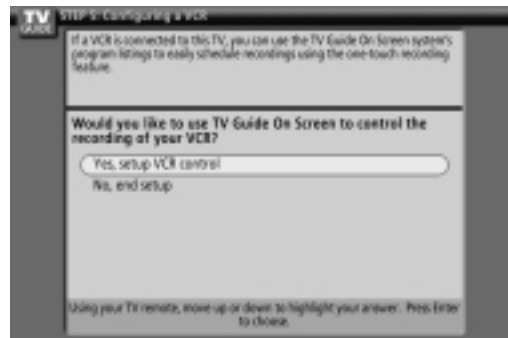 TV
GUIDE
STEP 5: Configuring a VCR
If a VCR is connected to this TV, you can use the TV Guide On Screen system's
program listings to easily schedule recordings using the one-touch recording
feature.
Would you like to use TV Guide On Screen to control the
recording of your VCR?
Yes, setup VCR control
No, end setup
Using your TV remote, move up or down to highlight your answer. Press Enter
to choose.